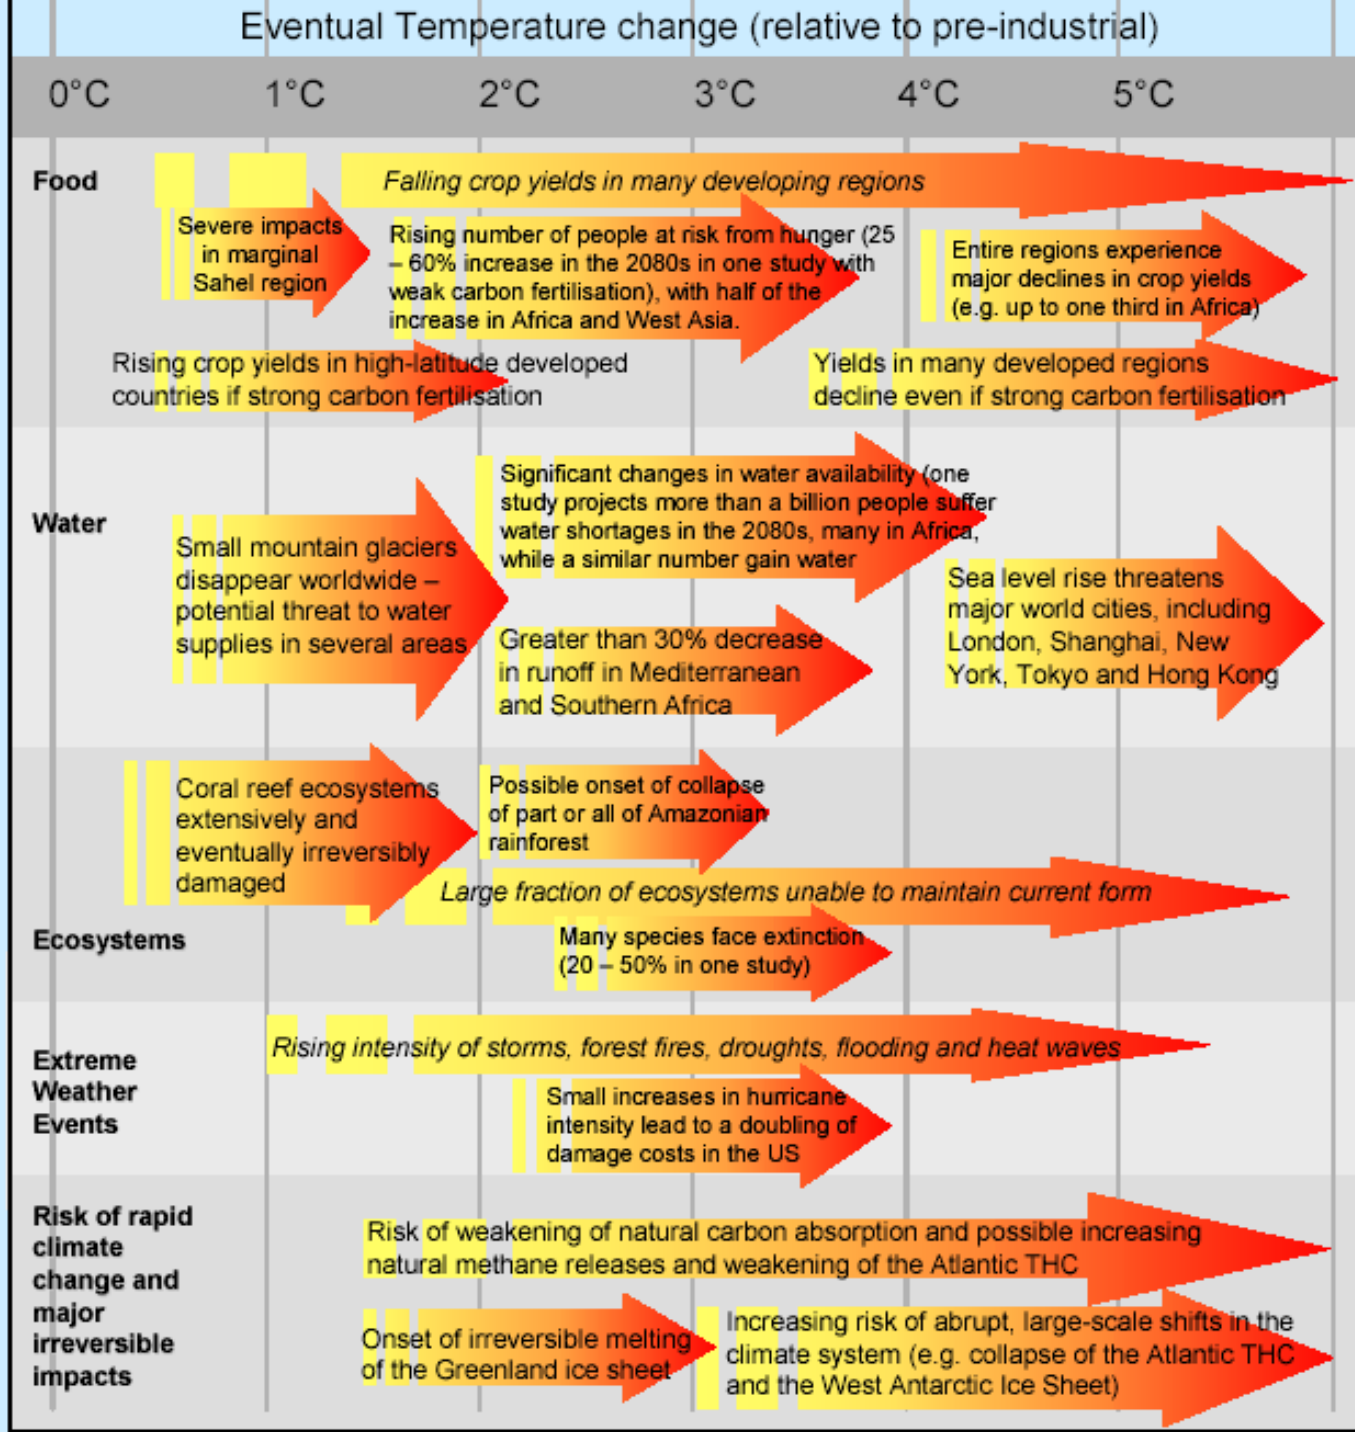 Eventual Temperature change (relative to pre-industrial)
0°C 1°C 2°C 3°C 4°C 5°C
Food
Falling crop yields in many developing regions
Severe impacts
in marginal
Sahel region
Rising number of people at risk from hunger (25
– 60% increase in the 2080s in one study with
weak carbon fertilisation), with half of the
increase in Africa and West Asia.
Entire regions experience
major declines in crop yields
(e.g. up to one third in Africa)
Rising crop yields in high-latitude developed
countries if strong carbon fertilisation
Yields in many developed regions
decline even if strong carbon fertilisation
Water
Small mountain glaciers
disappear worldwide –
potential threat to water
supplies in several areas
Significant changes in water availability (one
study projects more than a billion people suffer
water shortages in the 2080s, many in Africa,
while a similar number gain water
Greater than 30% decrease
in runoff in Mediterranean
and Southern Africa
Sea level rise threatens
major world cities, including
London, Shanghai, New
York, Tokyo and Hong Kong
Ecosystems
Coral reef ecosystems
extensively and
eventually irreversibly
damaged
Possible onset of collapse
of part or all of Amazonian
rainforest
Large fraction of ecosystems unable to maintain current form
Many species face extinction
(20 – 50% in one study)
Extreme
Weather
Events
Rising intensity of storms, forest fires, droughts, flooding and heat waves
Small increases in hurricane
intensity lead to a doubling of
damage costs in the US
Risk of rapid
climate
change and
major
irreversible
impacts
Risk of weakening of natural carbon absorption and possible increasing
natural methane releases and weakening of the Atlantic THC
Onset of irreversible melting
of the Greenland ice sheet
Increasing risk of abrupt, large-scale shifts in the
climate system (e.g. collapse of the Atlantic THC
and the West Antarctic Ice Sheet)